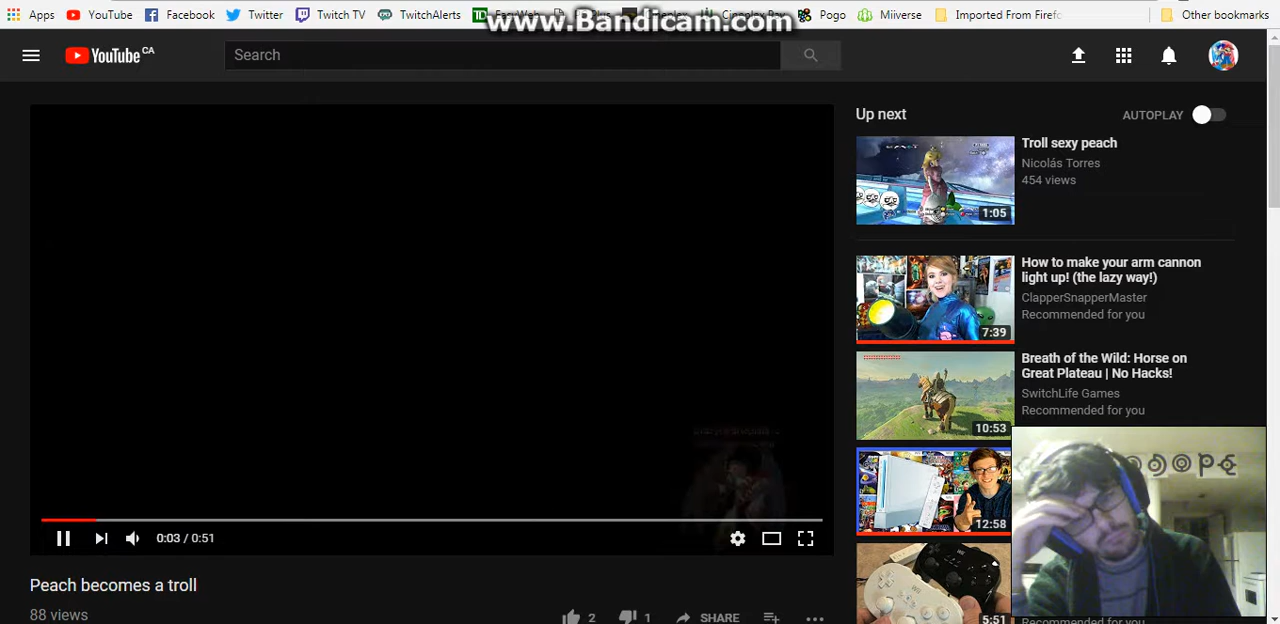 www.Bandicam.com
Apps YouTube Facebook Twitter Twitch TV TwitchAlerts Pogo Miiverse Imported From Firefo Other bookmarks
YouTube CA
Search
Up next
AUTOPLAY
Troll sexy peach
Nicolás Torres
454 views
1:05
How to make your arm cannon
light up! (the lazy way!)
ClapperSnapperMaster
Recommended for you
7:39
Breath of the Wild: Horse on
Great Plateau | No Hacks!
SwitchLife Games
Recommended for you
10:53
12:58
5:51
0:03 / 0:51
Peach becomes a troll
88 views
2 1 SHARE